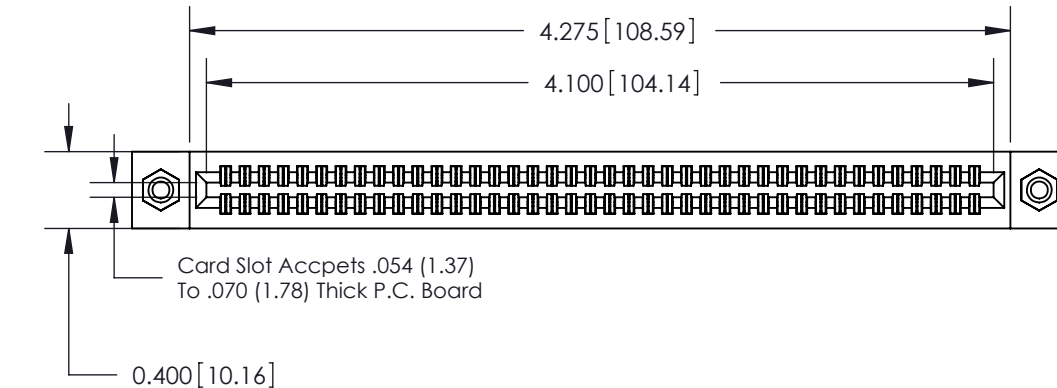 4.275[108.59]
4.100[104.14]
Card Slot Accpets .054 (1.37)
To .070 (1.78) Thick P.C. Board
0.400[10.16]